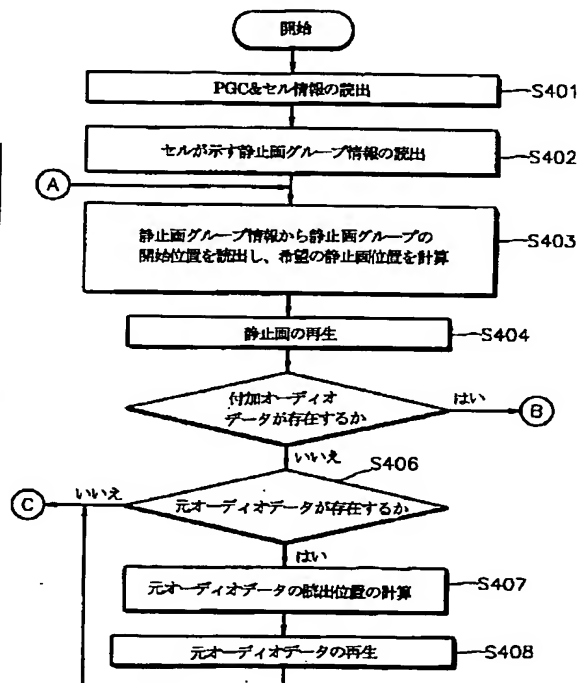 開始
PGC&セル情報の読出
S401
セルが示す静止画グループ情報の読出
S402
A
静止画グループ情報から静止画グループの
開始位置を読出し、希望の静止画位置を計算
S403
静止画の再生
S404
付加オーディオ
データが存在するか
はい
B
いいえ
S406
いいえ
C
元オーディオデータが存在するか
はい
元オーディオデータの読出位置の計算
S407
元オーディオデータの再生
S408